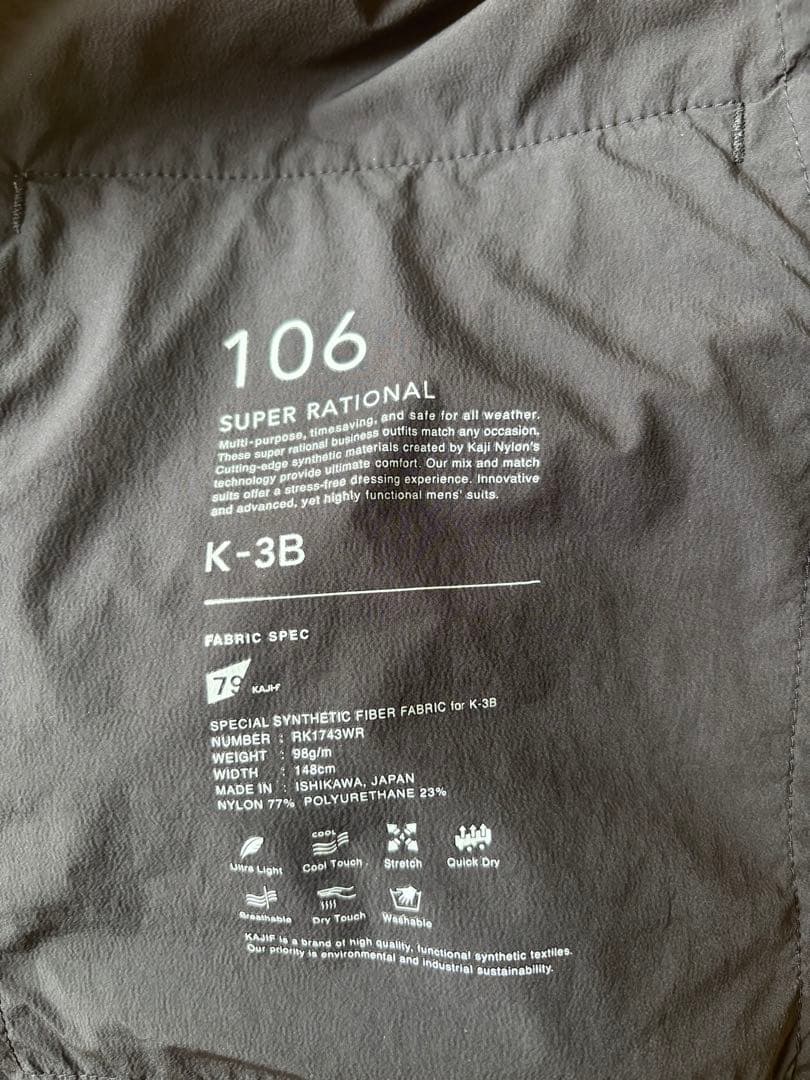 106
SUPER RATIONAL
Multi-purpose, timesaving, and safe for all weather.
These super rational business outfits match any occasion,
Cutting-edge synthetic materials created by Kaji Nylon's
technology provide ultimate comfort. Our mix and match
suits offer a stress-free dressing experience. Innovative
and advanced, yet highly functional mens' suits.
K-3B
FABRIC SPEC
79 KAJIF
SPECIAL SYNTHETIC FIBER FABRIC for K-3B
NUMBER : RK1743WR
WEIGHT : 98g/m
WIDTH : 148cm
MADE IN : ISHIKAWA, JAPAN
NYLON 77% POLYURETHANE 23%
COOL
Ultra Light Cool Touch Stretch Quick Dry
Breathable Dry Touch Washable
KAJIF is a brand of high quality, functional synthetic textiles.
Our priority is environmental and industrial sustainability.